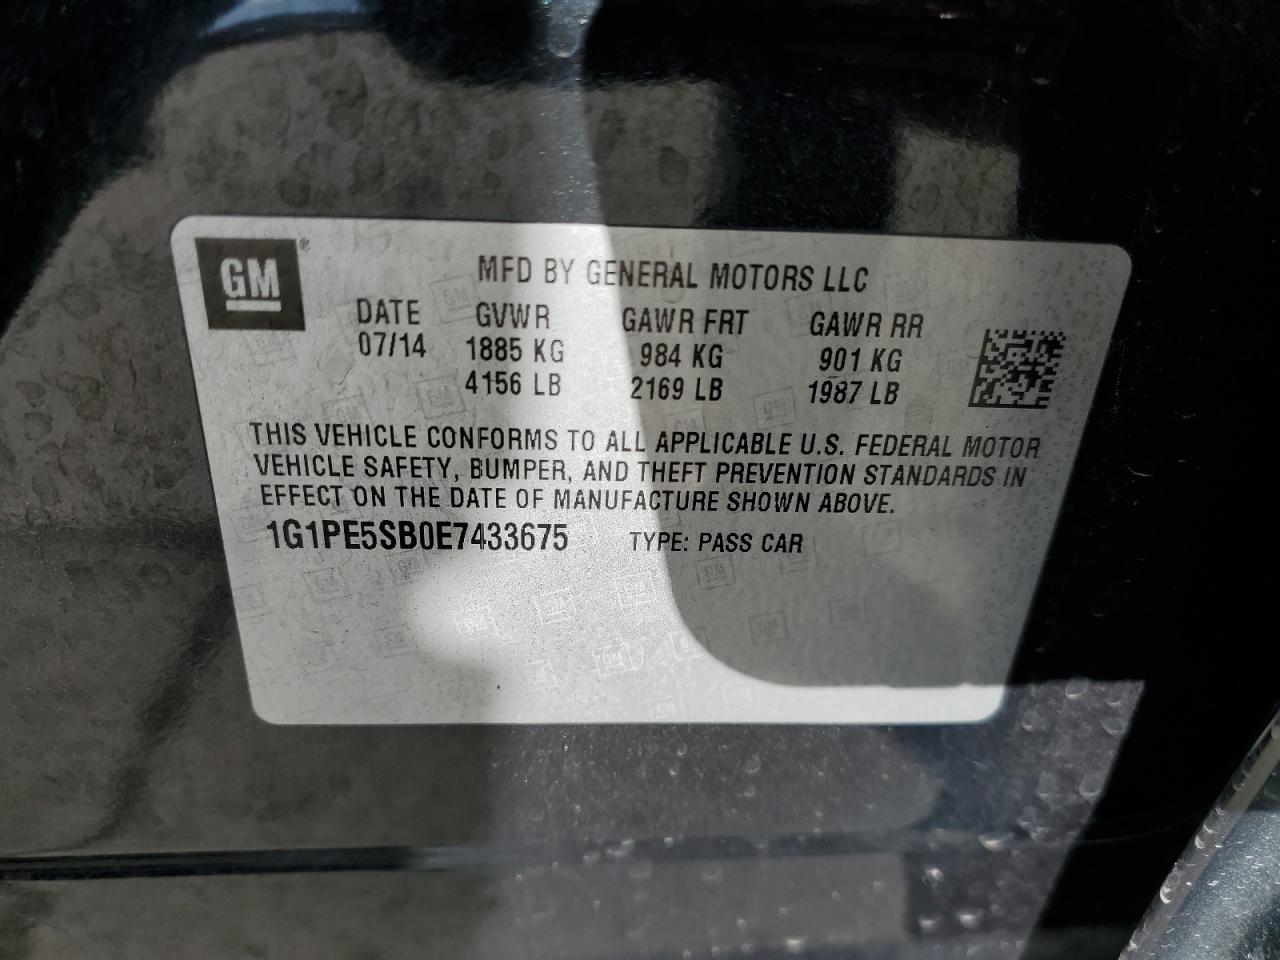 GM ®
MFD BY GENERAL MOTORS LLC
DATE GVWR GAWR FRT GAWR RR
07/14 1885 KG 984 KG 901 KG
4156 LB 2169 LB 1987 LB
THIS VEHICLE CONFORMS TO ALL APPLICABLE U.S. FEDERAL MOTOR
VEHICLE SAFETY, BUMPER, AND THEFT PREVENTION STANDARDS IN
EFFECT ON THE DATE OF MANUFACTURE SHOWN ABOVE.
1G1PE5SB0E7433675 TYPE: PASS CAR